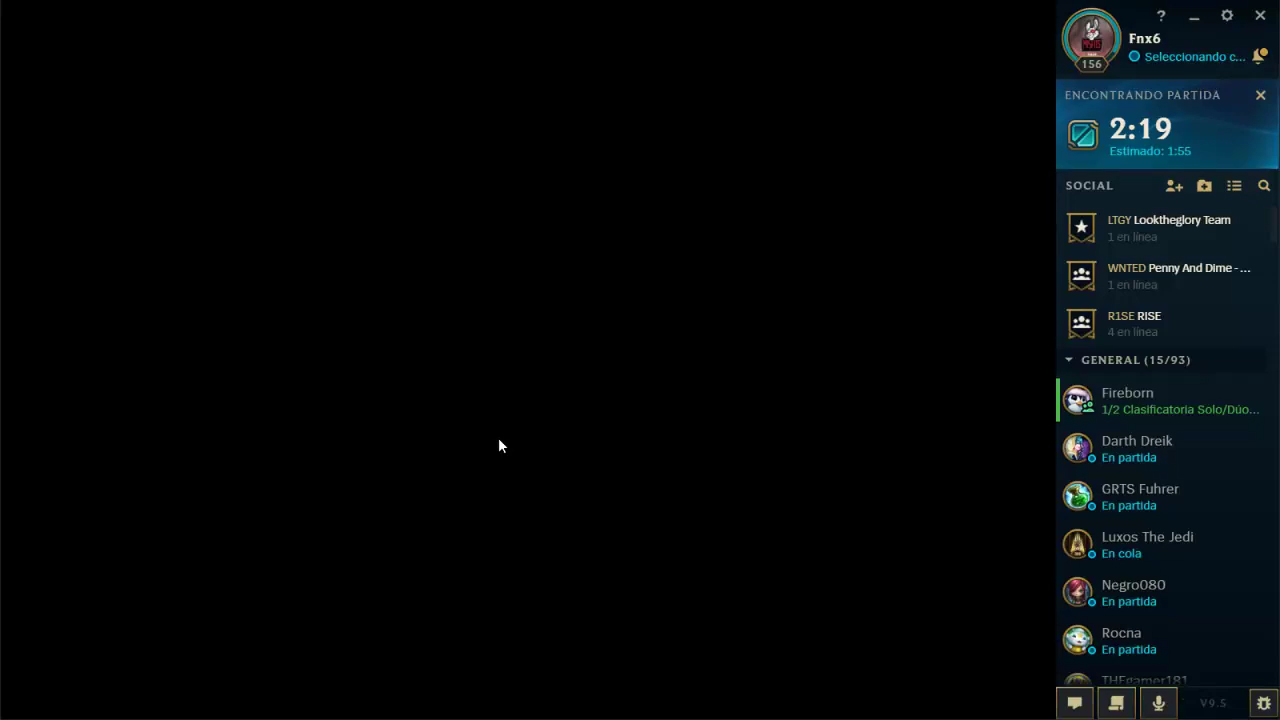 ?
Fnx6
Seleccionando c...
156
ENCONTRANDO PARTIDA
2:19
Estimado: 1:55
SOCIAL
LTGY Looktheglory Team
1 en línea
WNTED Penny And Dime - ...
1 en línea
R1SE RISE
4 en línea
GENERAL (15/93)
Fireborn
1/2 Clasificatoria Solo/Dúo...
Darth Dreik
En partida
GRTS Fuhrer
En partida
Luxos The Jedi
En cola
Negro080
En partida
Rocna
En partida
THEgamer181
V9.5